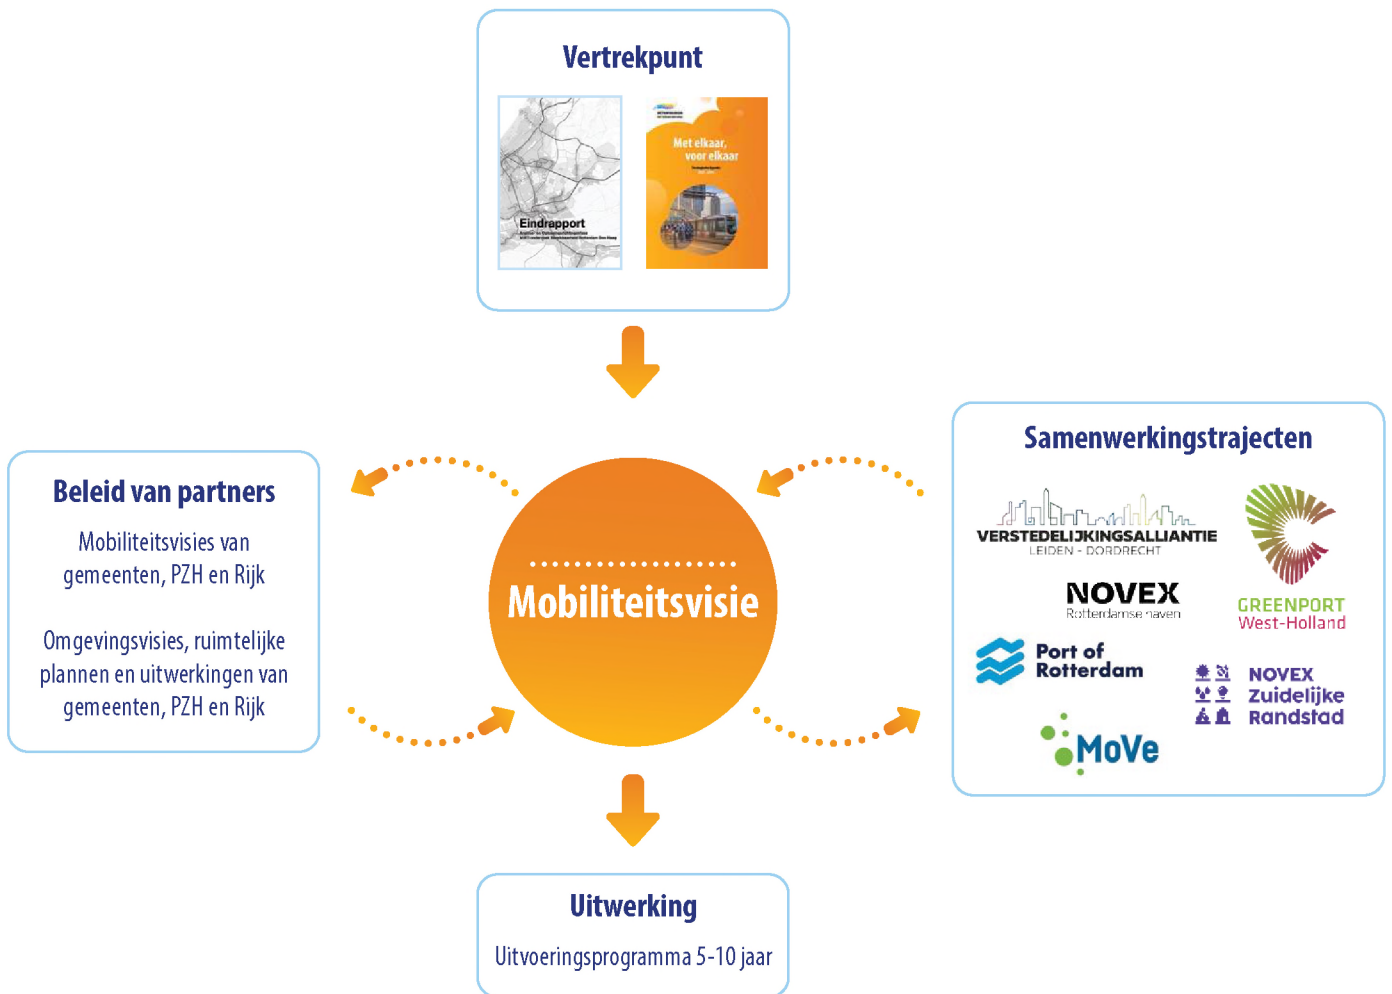 Vertrekpunt
Eindrapport
Met elkaar,
voor elkaar
Mobiliteitsvisie
Beleid van partners
Mobiliteitsvisies van
gemeenten, PZH en Rijk
Omgevingsvisies, ruimtelijke
plannen en uitwerkingen van
gemeenten, PZH en Rijk
Samenwerkingstrajecten
VERSTEDELIJKINGSALLIANTIE
LEIDEN - DORDRECHT
NOVEX
Rotterdamse haven
GREENPORT
West-Holland
Port of
Rotterdam
NOVEX
Zuidelijke
Randstad
MoVe
Uitwerking
Uitvoeringsprogramma 5-10 jaar